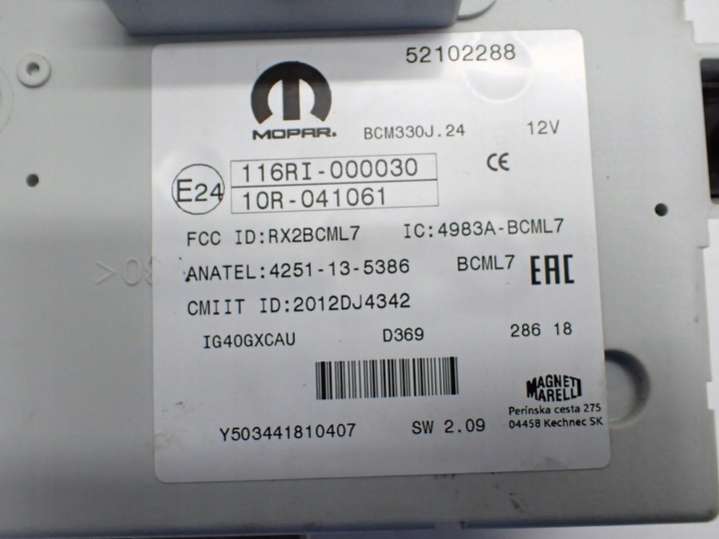 52102288
MOPAR.
BCM330J.24 12V
E24
116RI-000030
10R-041061
CE
FCC ID:RX2BCML7 IC:4983A-BCML7
ANATEL:4251-13-5386 BCML7 EAC
CMIIT ID:2012DJ4342
IG40GXCAU D369 286 18
MAGNETI
MARELLI
Perínska cesta 275
04458 Kechnec SK
Y503441810407 SW 2.09